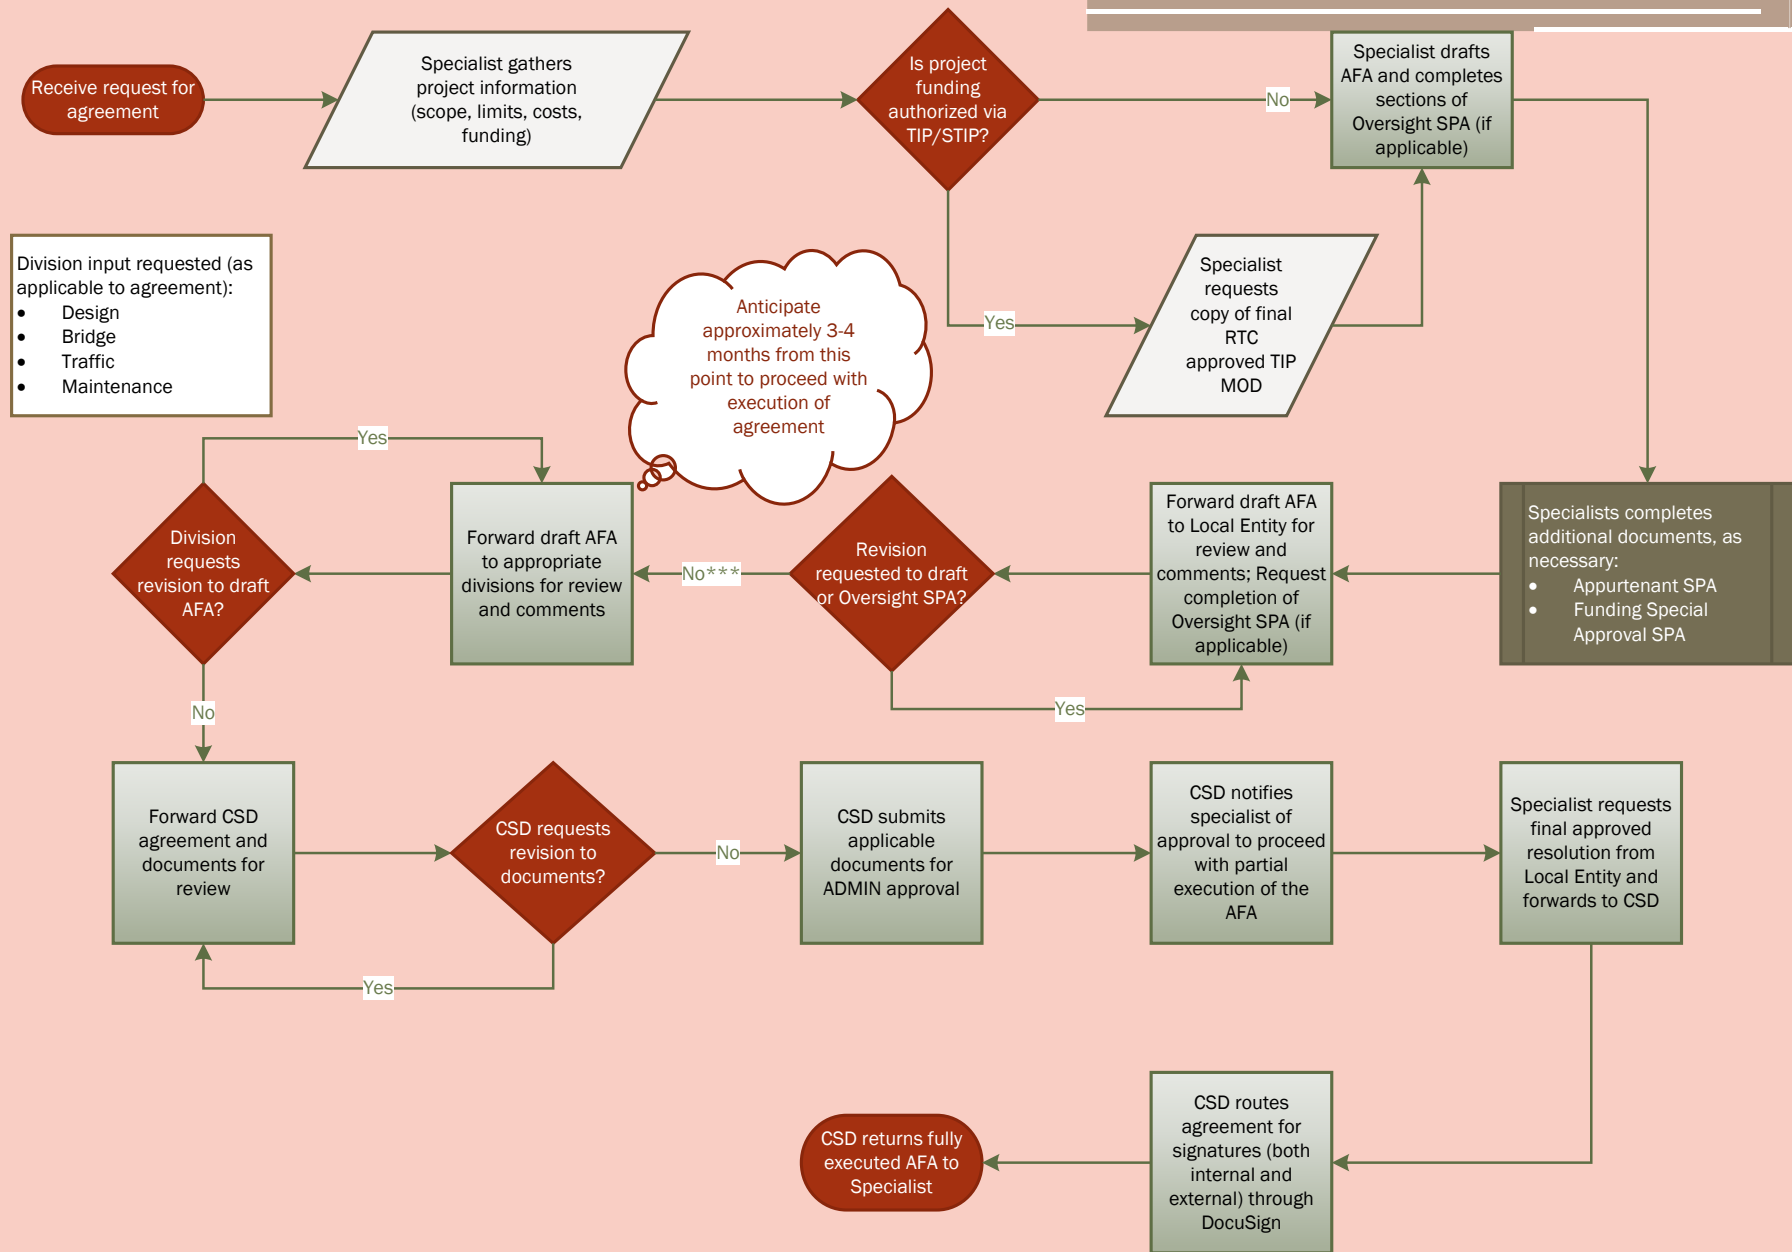 Receive request for
agreement
Specialist gathers
project information
(scope, limits, costs,
funding)
Is project
funding
authorized via
TIP/STIP?
No
Specialist drafts
AFA and completes
sections of
Oversight SPA (if
applicable)
Division input requested (as
applicable to agreement):
• Design
• Bridge
• Traffic
• Maintenance
Anticipate
approximately 3-4
months from this
point to proceed with
execution of
agreement
Yes
Specialist
requests
copy of final
RTC
approved TIP
MOD
Yes
Division
requests
revision to draft
AFA?
Forward draft AFA
to appropriate
divisions for review
and comments
No***
Revision
requested to draft
or Oversight SPA?
Forward draft AFA
to Local Entity for
review and
comments; Request
completion of
Oversight SPA (if
applicable)
Specialists completes
additional documents, as
necessary:
• Appurtenant SPA
• Funding Special
Approval SPA
Yes
No
Forward CSD
agreement and
documents for
review
CSD requests
revision to
documents?
No
CSD submits
applicable
documents for
ADMIN approval
CSD notifies
specialist of
approval to proceed
with partial
execution of the
AFA
Specialist requests
final approved
resolution from
Local Entity and
forwards to CSD
Yes
CSD returns fully
executed AFA to
Specialist
CSD routes
agreement for
signatures (both
internal and
external) through
DocuSign